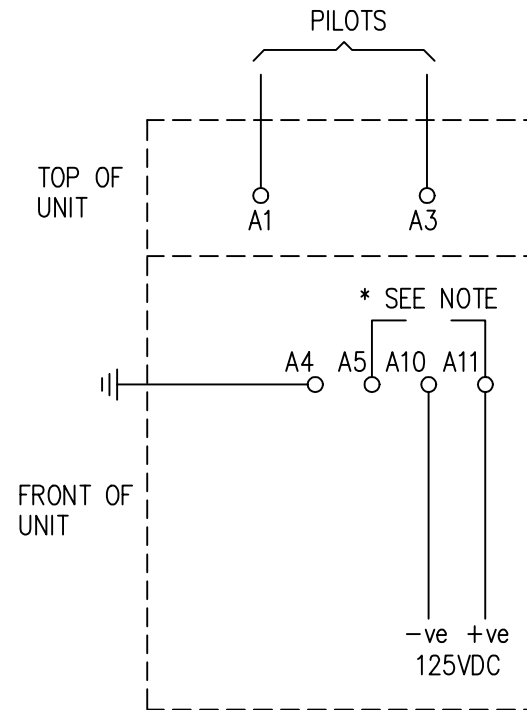 PILOTS
TOP OF
UNIT
A1
A3
* SEE NOTE
A4
A5
A10
A11
FRONT OF
UNIT
-ve +ve
125VDC